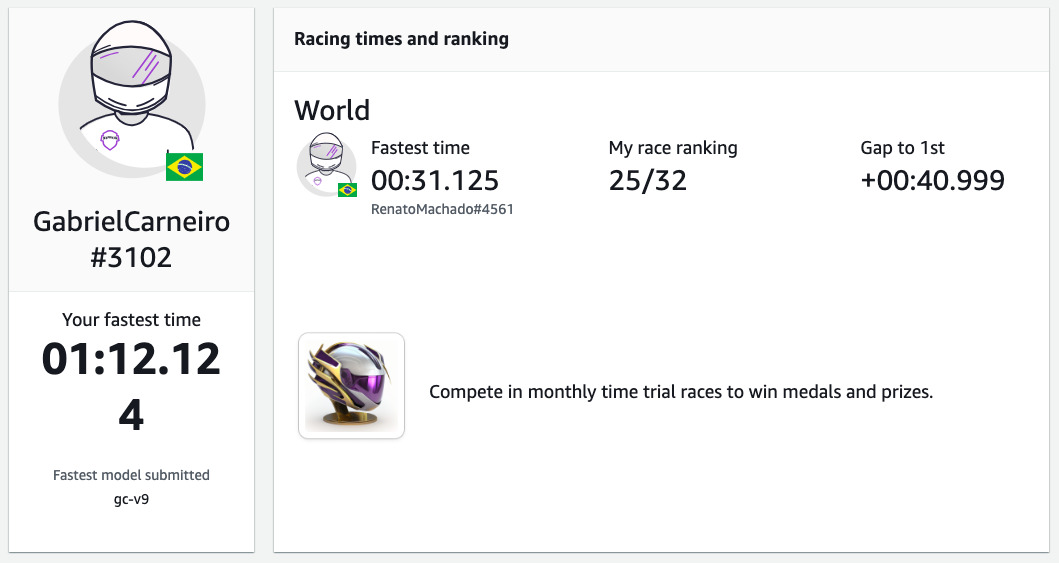 GabrielCarneiro
#3102
Your fastest time
01:12.12
4
Fastest model submitted
gc-v9
Racing times and ranking
World
Fastest time
00:31.125
RenatoMachado#4561
My race ranking
25/32
Gap to 1st
+00:40.999
Compete in monthly time trial races to win medals and prizes.